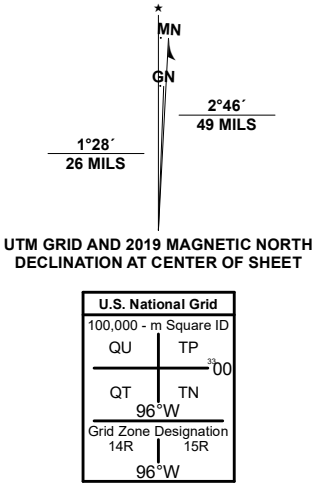 ★
MN
GN
2°46´
49 MILS
1°28´
26 MILS
UTM GRID AND 2019 MAGNETIC NORTH
DECLINATION AT CENTER OF SHEET
U.S. National Grid
100,000 - m Square ID
QU TP
3300
QT TN
96°W
Grid Zone Designation
14R 15R
96°W